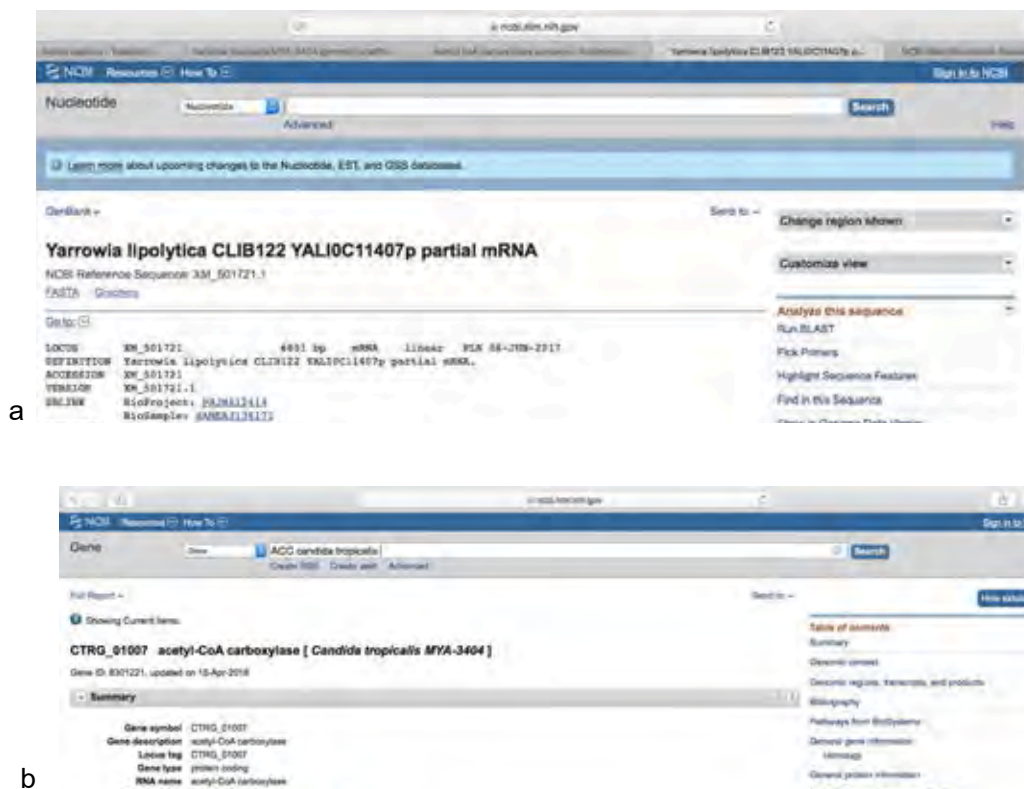 ncbi.nlm.nih.gov
Yarrowia lipolytica CLIB122 YALI0C11407p p...
NCBI Resources How To Sign in to NCBI
Nucleotide Nucleotide Search
Advanced Help
Learn more about upcoming changes to the Nucleotide, EST, and GSS databases.
GenBank Send to
Change region shown
Yarrowia lipolytica CLIB122 YALI0C11407p partial mRNA
Customize view
NCBI Reference Sequence: XM_501721.1
FASTA Graphics
Analyze this sequence
Go to:
Run BLAST
LOCUS XM_501721 bp mRNA linear PLN 06-JUN-2017
Pick Primers
DEFINITION Yarrowia lipolytica CLIB122 YALI0C11407p partial mRNA.
ACCESSION XM_501721
Highlight Sequence Features
VERSION XM_501721.1
DBLINK BioProject:
Find in this Sequence
BioSample:
a
ncbi.nlm.nih.gov
NCBI Resources How To Sign in to
Gene Gene ACC candida tropicalis Search
Create RSS Create alert Advanced
Full Report Send to
Hide
Showing Current items.
Table of contents
Summary
CTRG_01007 acetyl-CoA carboxylase [ Candida tropicalis MYA-3404 ]
Genomic context
Gene ID: 8301221, updated on
Genomic regions, transcripts, and products
Summary
Bibliography
Pathways from BioSystems
Gene symbol CTRG_01007
Gene description acetyl-CoA carboxylase
General gene information
Locus tag CTRG_01007
Homology
Gene type protein coding
RNA name acetyl-CoA carboxylase
General protein information
b